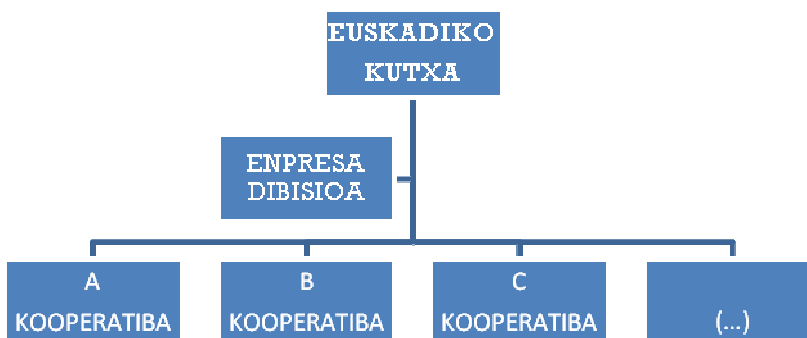 EUSKADIKO
KUTXA
ENPRESA
DIBISIOA
A
KOOPERATIBA
B
KOOPERATIBA
C
KOOPERATIBA
(...)